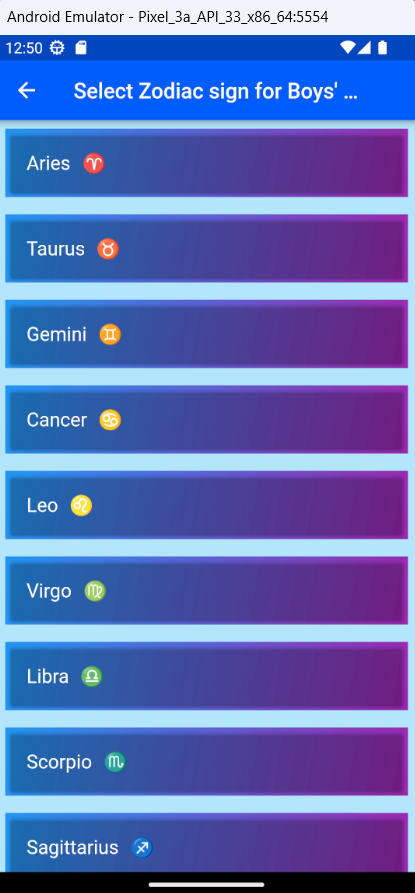 Android Emulator - Pixel_3a_API_33_x86_64:5554
12:50
Select Zodiac sign for Boys' ...
Aries ♈
Taurus ♉
Gemini ♊
Cancer ♋
Leo ♌
Virgo ♍
Libra ♎
Scorpio ♏
Sagittarius ♐